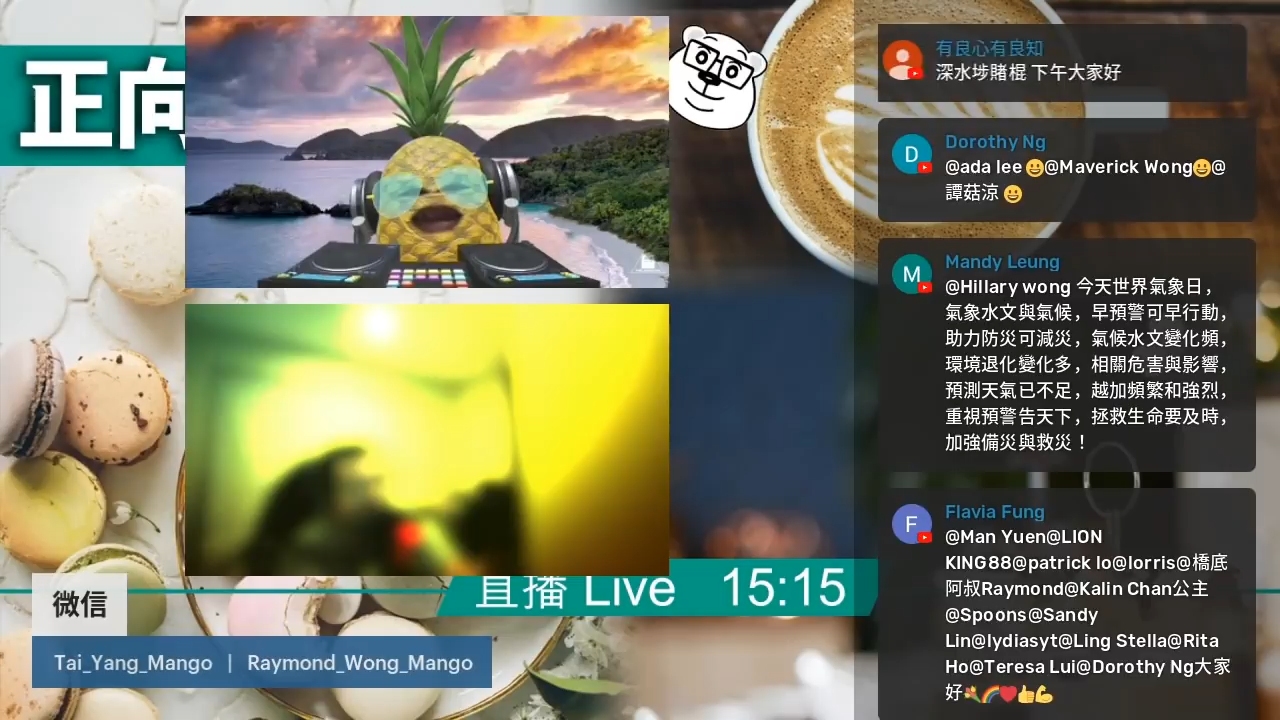 正向
有良心有良知
深水埗賭棍 下午大家好
Dorothy Ng
@ada lee 😀@Maverick Wong😀@
譚菇涼 😀
Mandy Leung
@Hillary wong 今天世界氣象日，
氣象水文與氣候，早預警可早行動，
助力防災可減災，氣候水文變化頻，
環境退化變化多，相關危害與影響，
預測天氣已不足，越加頻繁和強烈，
重視預警告天下，拯救生命要及時，
加強備災與救災！
Flavia Fung
@Man Yuen@LION
KING88@patrick lo@lorris@橋底
阿叔Raymond@Kalin Chan公主
@Spoons@Sandy
Lin@lydiasyt@Ling Stella@Rita
Ho@Teresa Lui@Dorothy Ng大家
好💐🌈❤️👍💪
直播 Live 15:15
微信
Tai_Yang_Mango | Raymond_Wong_Mango
D
M
F